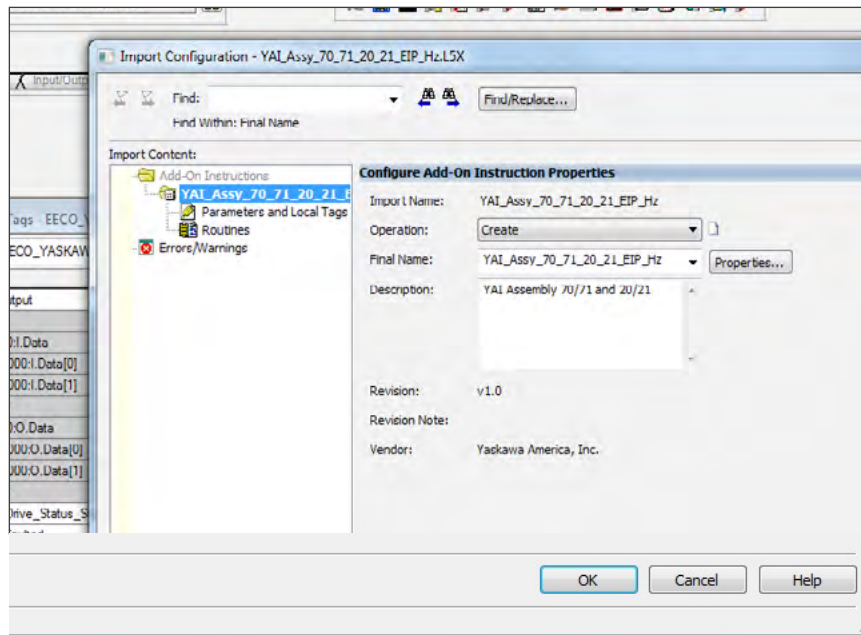 Import Configuration - YAI_Assy_70_71_20_21_EIP_Hz.L5X
Input/Outp
Find:
Find/Replace...
Find Within: Final Name
Import Content:
Add-On Instructions
YAI_Assy_70_71_20_21_E
Parameters and Local Tags
Routines
Errors/Warnings
Configure Add-On Instruction Properties
Import Name: YAI_Assy_70_71_20_21_EIP_Hz
Operation: Create
Final Name: YAI_Assy_70_71_20_21_EIP_Hz Properties...
Description: YAI Assembly 70/71 and 20/21
Revision: v1.0
Revision Note:
Vendor: Yaskawa America, Inc.
Tags - EECO_
ECO_YASKAW
tput
:I.Data
000:I.Data[0]
000:I.Data[1]
:O.Data
000:O.Data[0]
000:O.Data[1]
Drive_Status_S
OK Cancel Help